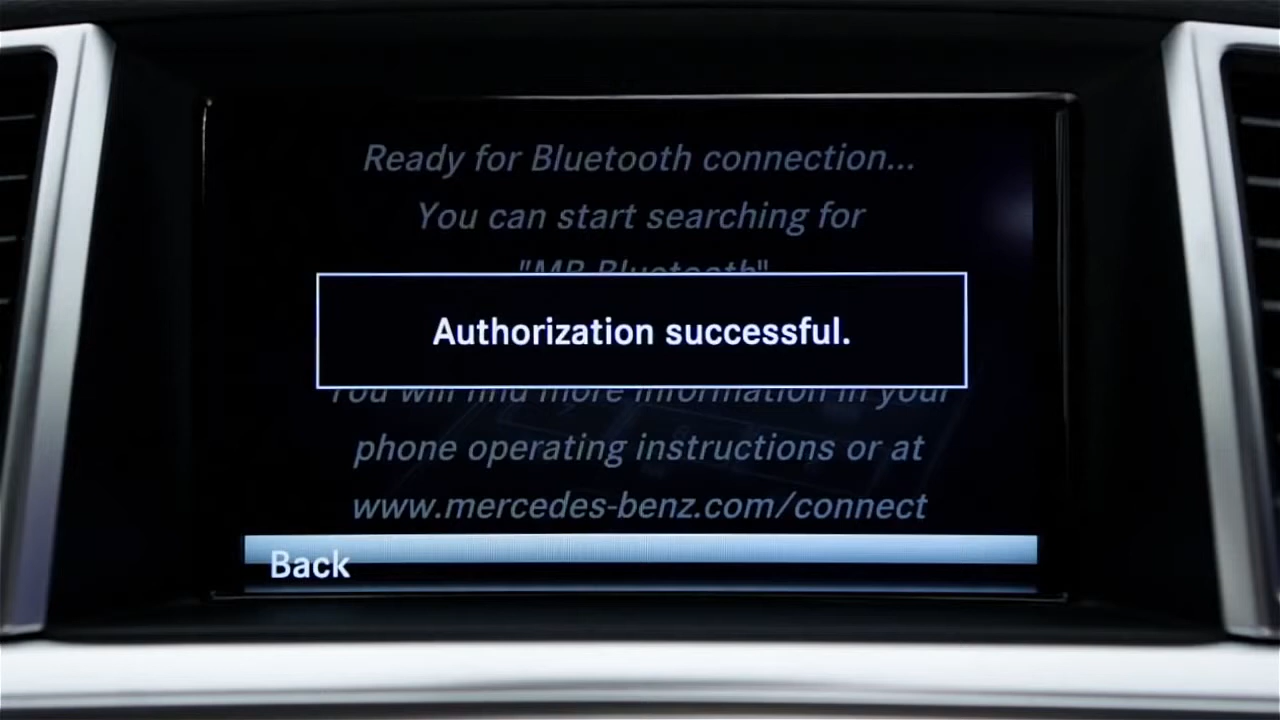 Ready for Bluetooth connection...
You can start searching for
"MB Bluetooth"
Authorization successful.
You will find more information in your
phone operating instructions or at
www.mercedes-benz.com/connect
Back